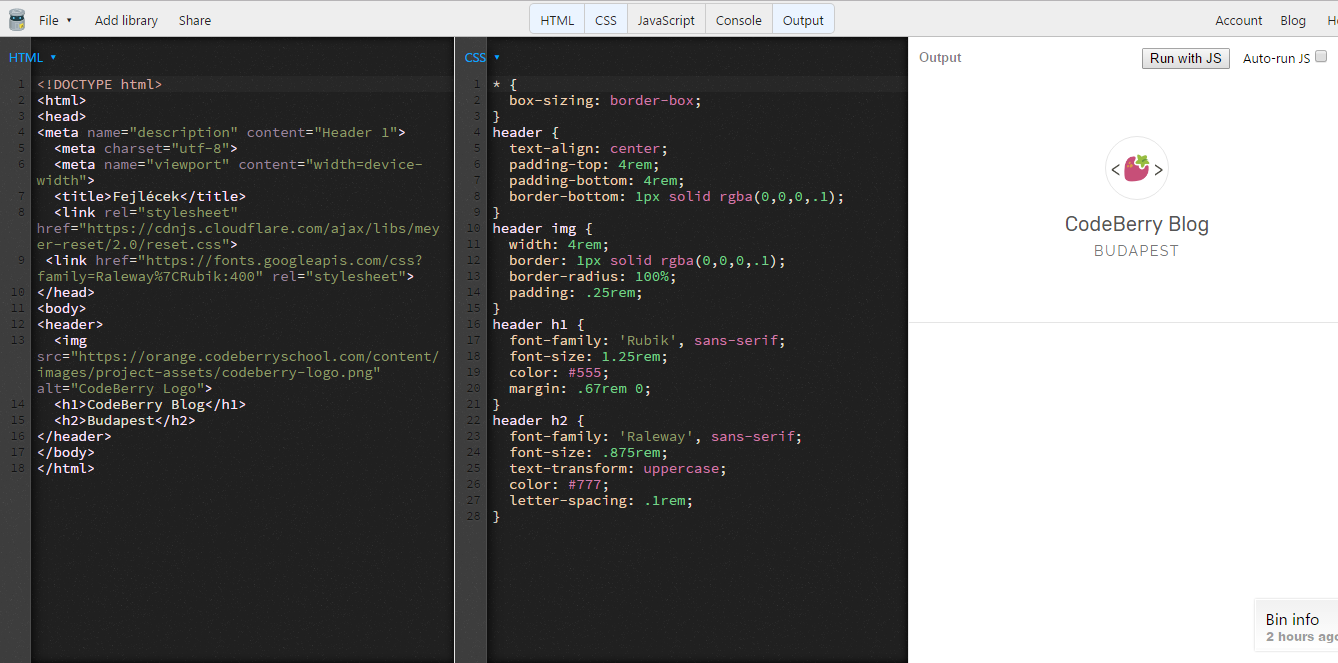 File ▾ Add library Share HTML CSS JavaScript Console Output Account Blog
HTML ▾
1 <!DOCTYPE html>
2 <html>
3 <head>
4 <meta name="description" content="Header 1">
5 <meta charset="utf-8">
6 <meta name="viewport" content="width=device-
width">
7 <title>Fejlécek</title>
8 <link rel="stylesheet"
href="https://cdnjs.cloudflare.com/ajax/libs/mey
er-reset/2.0/reset.css">
9 <link href="https://fonts.googleapis.com/css?
family=Raleway%7CRubik:400" rel="stylesheet">
10 </head>
11 <body>
12 <header>
13 <img
src="https://orange.codeberryschool.com/content/
images/project-assets/codeberry-logo.png"
alt="CodeBerry Logo">
14 <h1>CodeBerry Blog</h1>
15 <h2>Budapest</h2>
16 </header>
17 </body>
18 </html>
CSS ▾
1 * {
2 box-sizing: border-box;
3 }
4 header {
5 text-align: center;
6 padding-top: 4rem;
7 padding-bottom: 4rem;
8 border-bottom: 1px solid rgba(0,0,0,.1);
9 }
10 header img {
11 width: 4rem;
12 border: 1px solid rgba(0,0,0,.1);
13 border-radius: 100%;
14 padding: .25rem;
15 }
16 header h1 {
17 font-family: 'Rubik', sans-serif;
18 font-size: 1.25rem;
19 color: #555;
20 margin: .67rem 0;
21 }
22 header h2 {
23 font-family: 'Raleway', sans-serif;
24 font-size: .875rem;
25 text-transform: uppercase;
26 color: #777;
27 letter-spacing: .1rem;
28 }
Output Run with JS Auto-run JS
< >
CodeBerry Blog
BUDAPEST
Bin info
2 hours ago